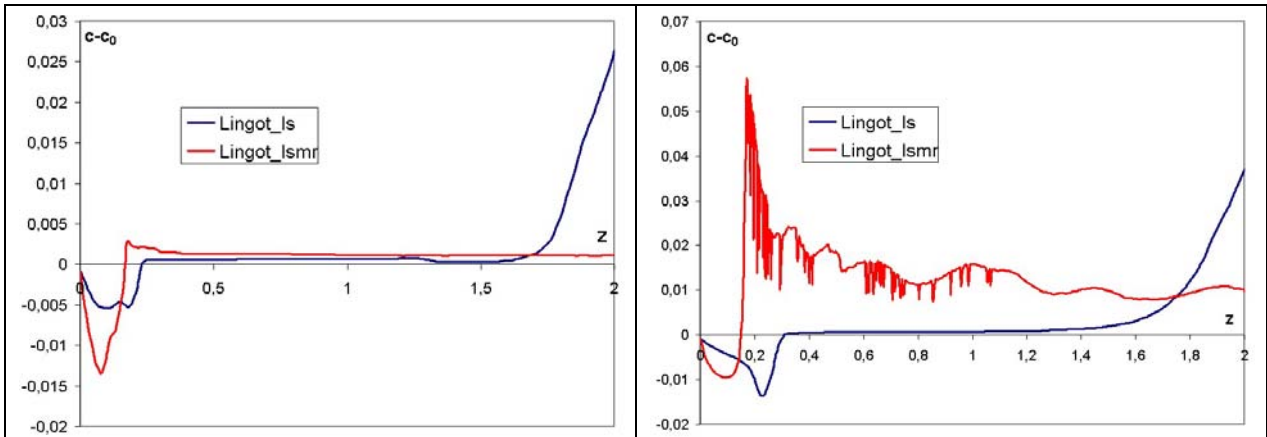 0,03
c-c0
0,025
0,02
Lingot_ls
0,015
Lingot_lsmr
0,01
0,005
z
0
0 0,5 1 1,5 2
-0,005
-0,01
-0,015
-0,02
0,07
c-c0
0,06
0,05
Lingot_ls
0,04
Lingot_lsmr
0,03
0,02
0,01
z
0
0 0,2 0,4 0,6 0,8 1 1,2 1,4 1,6 1,8 2
-0,01
-0,02